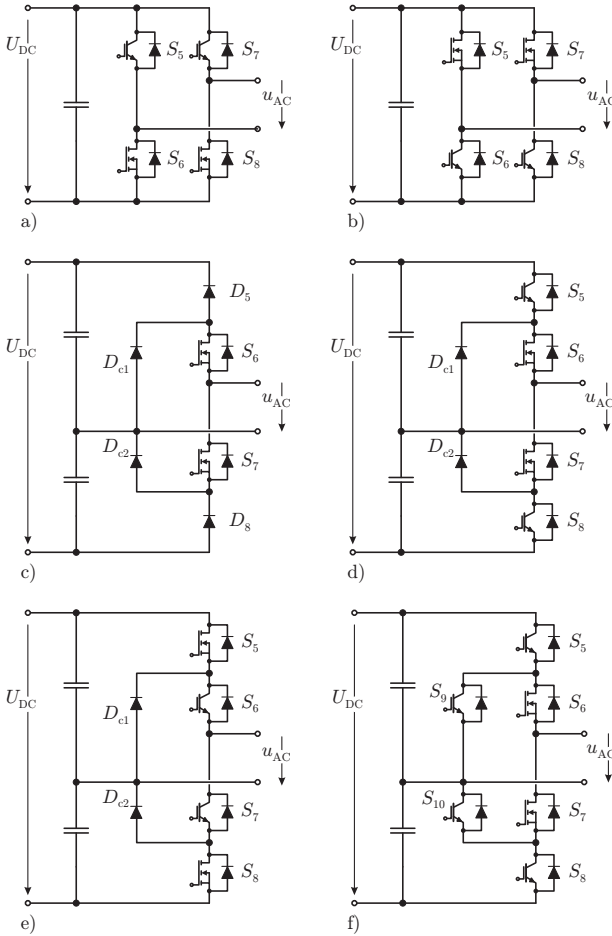 U_DC
S_5
S_7
u_AC
S_6
S_8
a)
U_DC
S_5
S_7
u_AC
S_6
S_8
b)
U_DC
D_5
S_6
D_c1
u_AC
D_c2
S_7
D_8
c)
U_DC
S_5
S_6
D_c1
u_AC
D_c2
S_7
S_8
d)
U_DC
S_5
S_6
D_c1
u_AC
D_c2
S_7
S_8
e)
U_DC
S_5
S_9
S_6
u_AC
S_10
S_7
S_8
f)